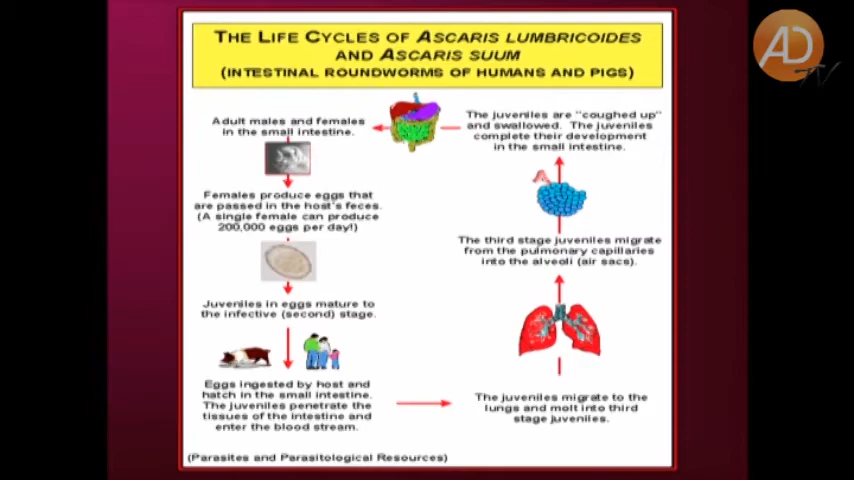 THE LIFE CYCLES OF ASCARIS LUMBRICOIDES
AND ASCARIS SUUM
(INTESTINAL ROUNDWORMS OF HUMANS AND PIGS)
AD
TV
Adult males and females
in the small intestine.
Females produce eggs that
are passed in the host's feces.
(A single female can produce
200,000 eggs per day!)
Juveniles in eggs mature to
the infective (second) stage.
Eggs ingested by host and
hatch in the small intestine.
The juveniles penetrate the
tissues of the intestine and
enter the blood stream.
The juveniles migrate to the
lungs and molt into third
stage juveniles.
The third stage juveniles migrate
from the pulmonary capillaries
into the alveoli (air sacs).
The juveniles are "coughed up"
and swallowed. The juveniles
complete their development
in the small intestine.
(Parasites and Parasitological Resources)